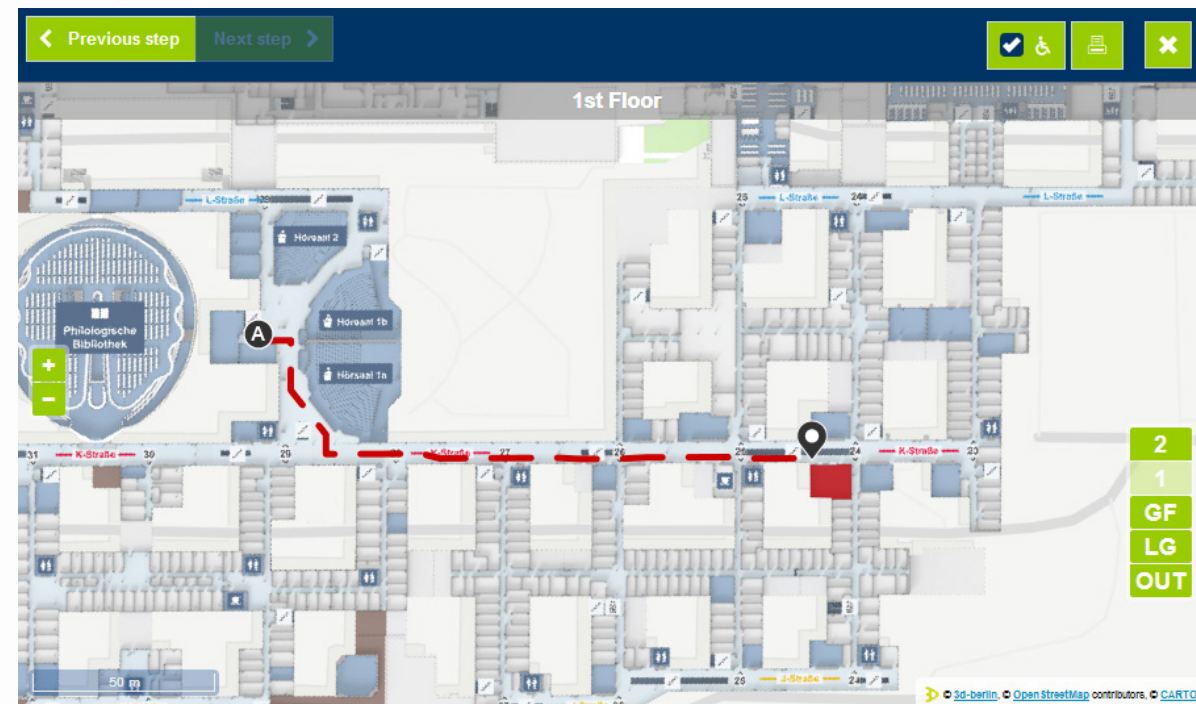 Previous step
Next step
1st Floor
L-Straße
25
L-Straße
24
L-Straße
Hörsaal 2
Hörsaal 1b
Philologische
Bibliothek
A
Hörsaal 1a
+
−
31
K-Straße
30
29
28
K-Straße
27
26
25
24
K-Straße
23
2
1
GF
LG
OUT
50 m
25
J-Straße
24
© 3d-berlin, © OpenStreetMap contributors, © CARTO